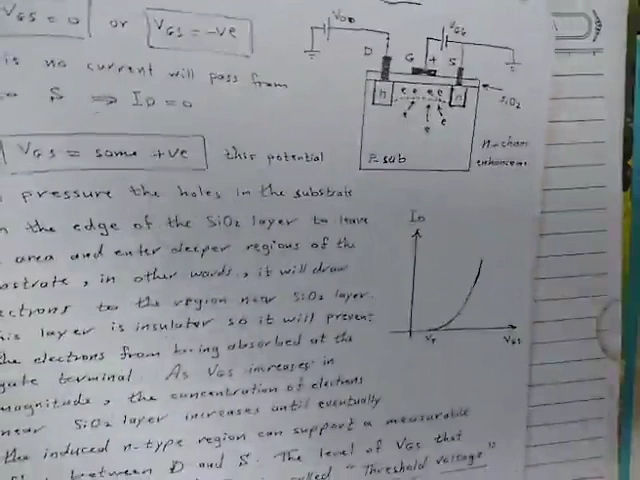 VGS = 0 or VGS = -ve
is no current will pass from
S ⟹ ID = 0
VGS = some +ve this potential
pressure the holes in the substrate
the edge of the SiO2 layer to leave
area and enter deeper regions of the
, in other words, it will draw
to the region near SiO2 layer.
layer is insulator so it will prevent
the electrons from being absorbed at the
gate terminal. As VGS increases in
magnitude, the concentration of electrons
near SiO2 layer increases until eventually
the induced n-type region can support a measurable
between D and S. The level of VGS that
called "Threshold voltage"
VDD
VGG
D
G
+
S
n
e e e e
n
SiO2
e
e
e
P-sub
n-chann
enhancem
ID
VT
VGS